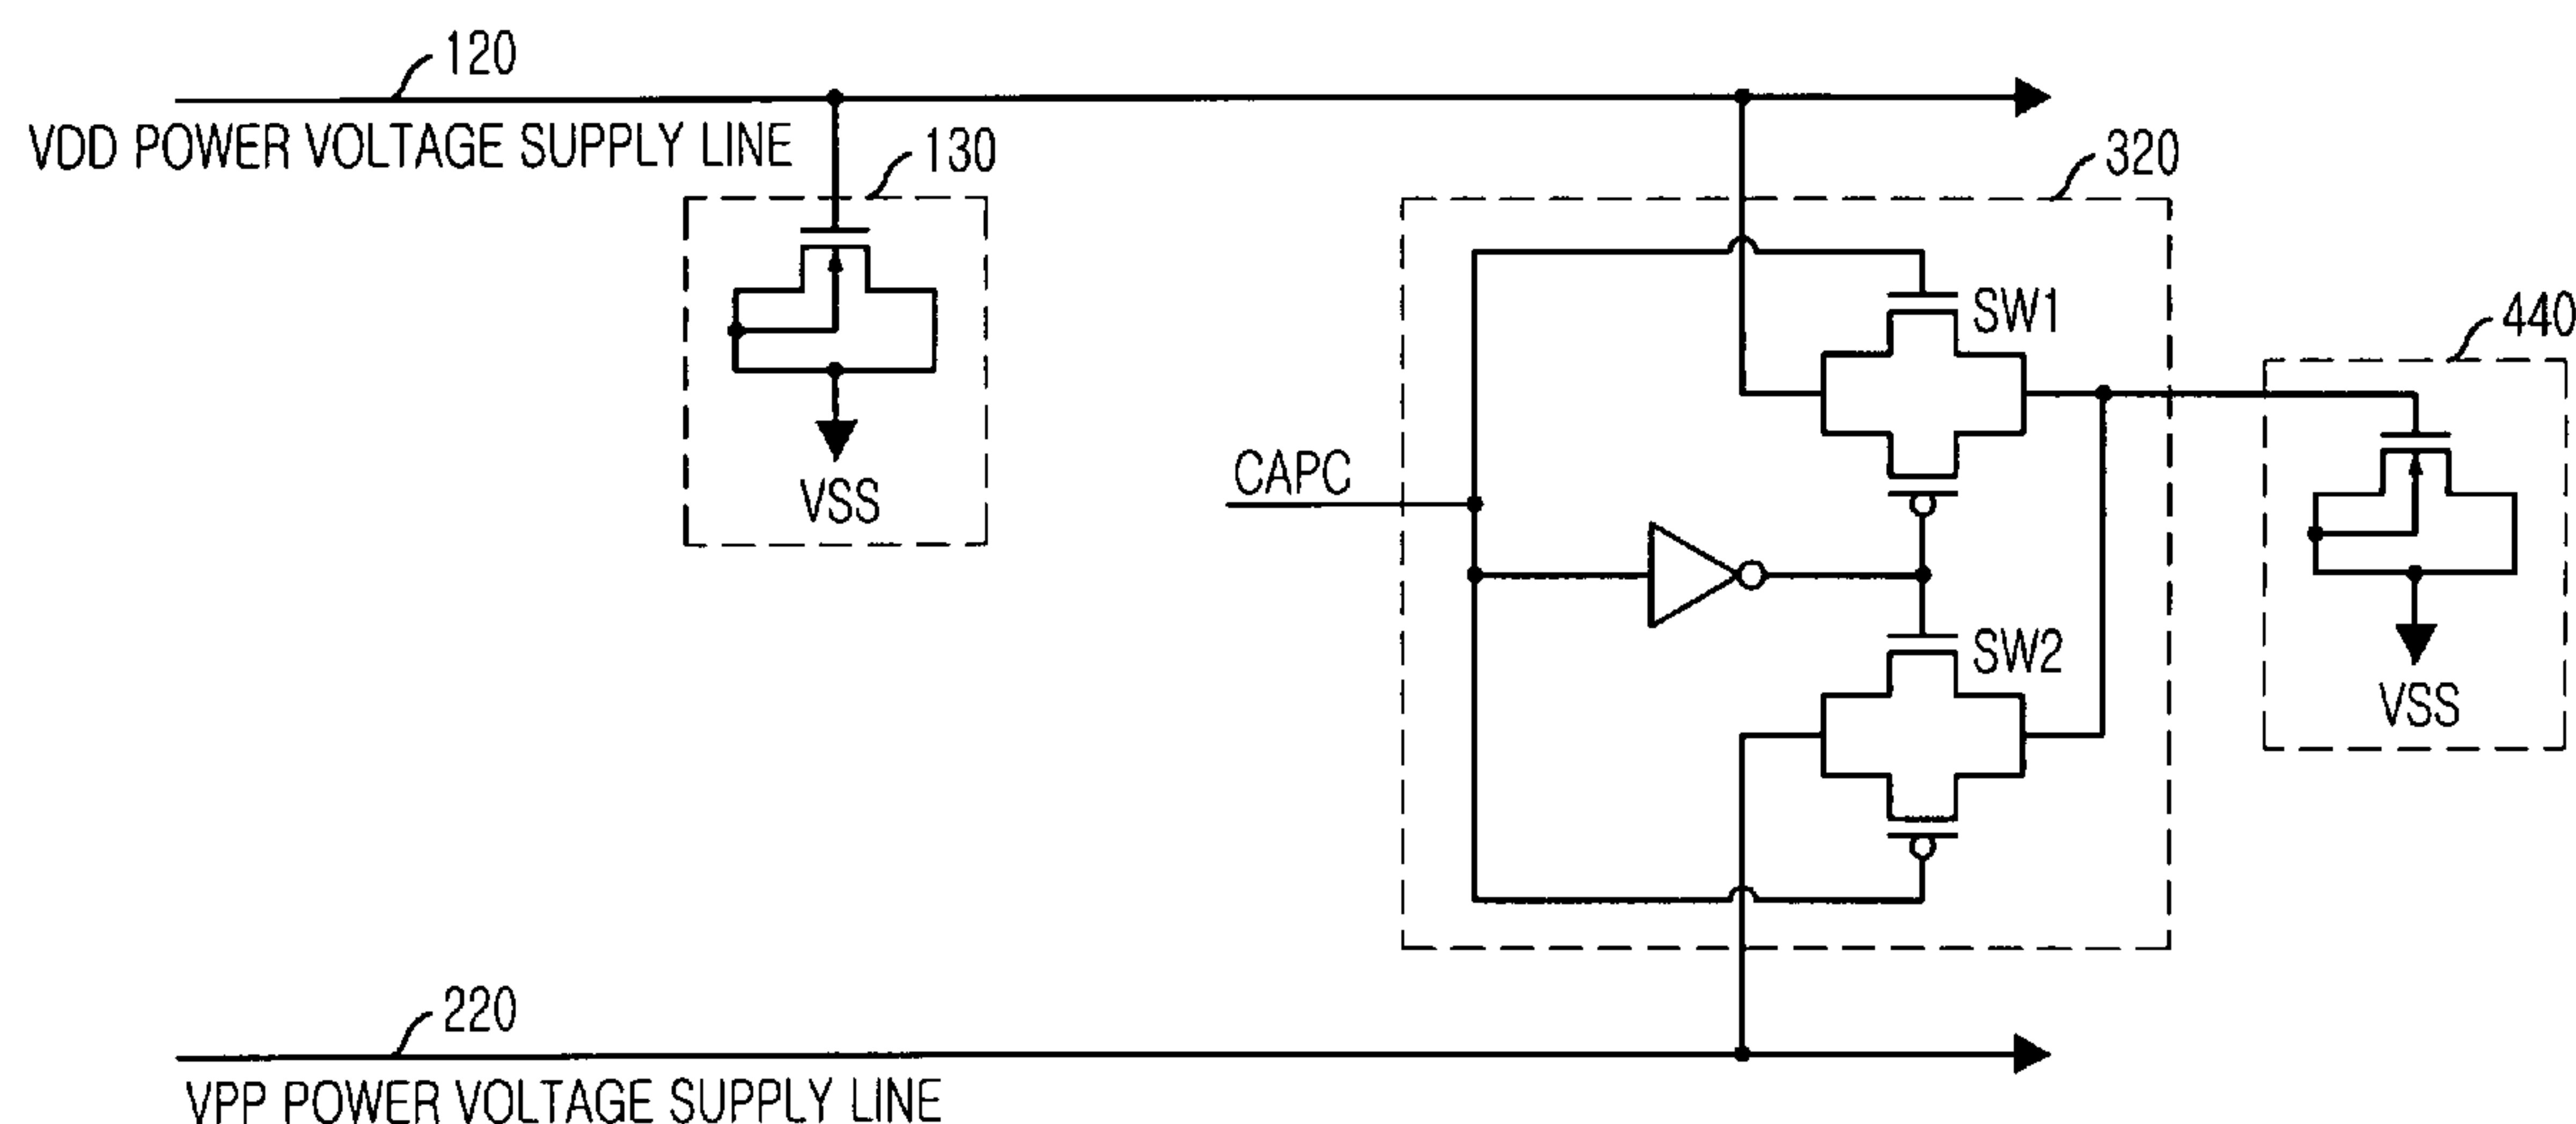 120
VDD POWER VOLTAGE SUPPLY LINE
130
320
SW1
440
CAPC
VSS
SW2
VSS
220
VPP POWER VOLTAGE SUPPLY LINE